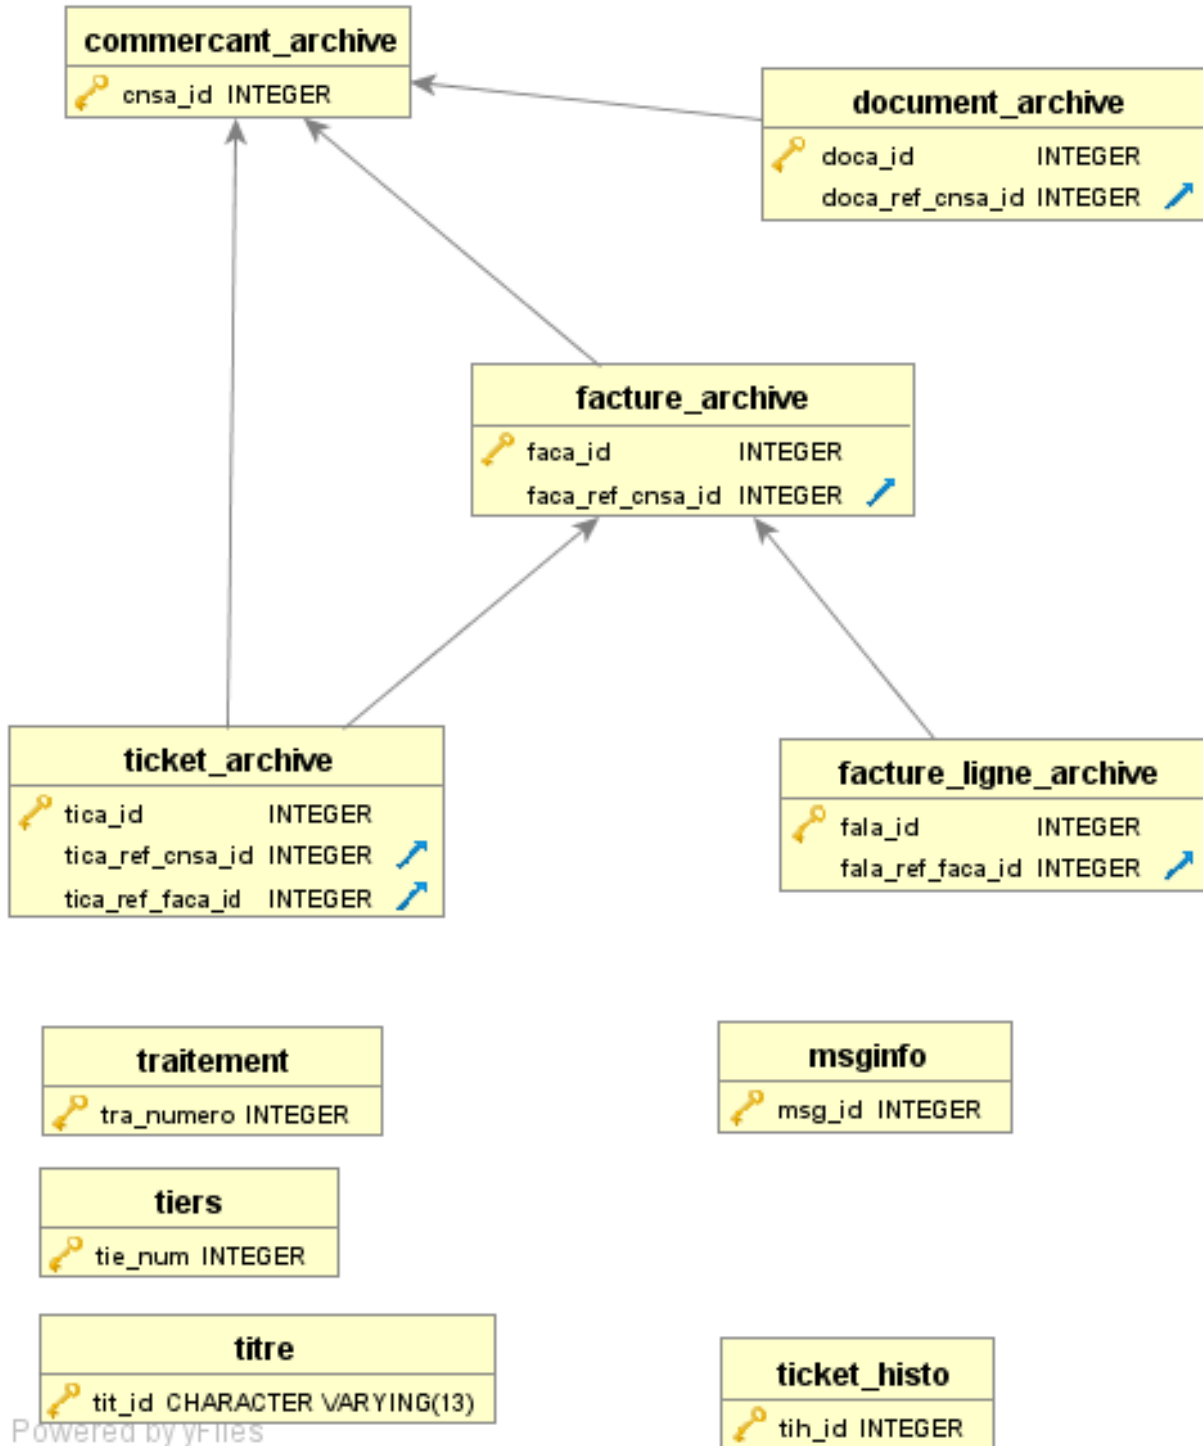 commercant_archive
cnsa_id INTEGER
document_archive
doca_id INTEGER
doca_ref_cnsa_id INTEGER
facture_archive
faca_id INTEGER
faca_ref_cnsa_id INTEGER
ticket_archive
tica_id INTEGER
tica_ref_cnsa_id INTEGER
tica_ref_faca_id INTEGER
facture_ligne_archive
fala_id INTEGER
fala_ref_faca_id INTEGER
traitement
tra_numero INTEGER
msginfo
msg_id INTEGER
tiers
tie_num INTEGER
titre
tit_id CHARACTER VARYING(13)
ticket_histo
tih_id INTEGER
Powered by yFiles